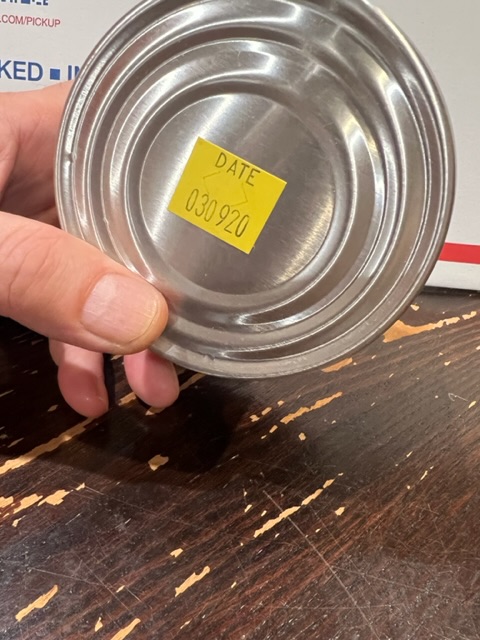 .COM/PICKUP
KED ■ I
DATE
030920